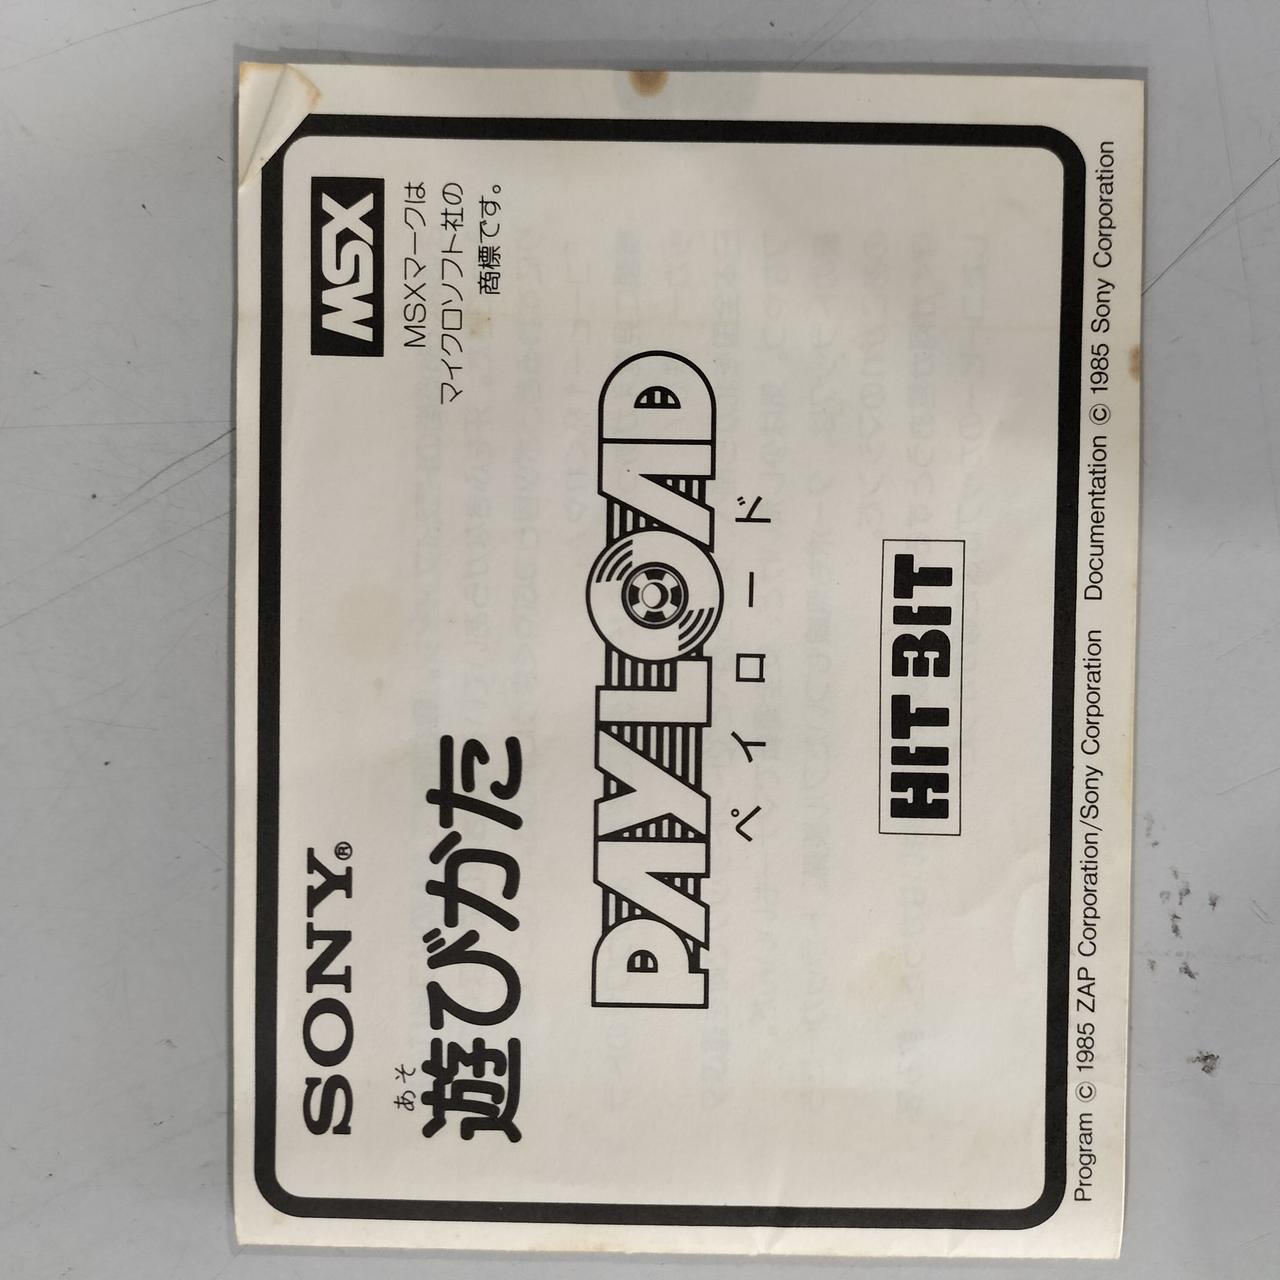 SONY®
MSX
MSXマークは
マイクロソフト社の
商標です。
あそ
遊びかた
PAYLOAD
ペイロード
HIT BIT
Program © 1985 ZAP Corporation/Sony Corporation Documentation © 1985 Sony Corporation